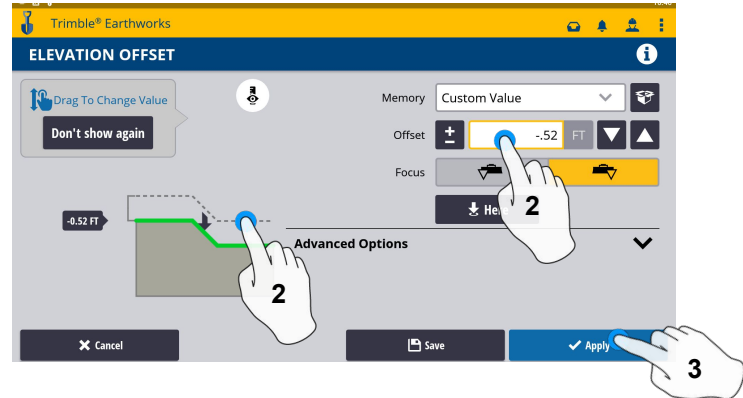 Trimble® Earthworks
ELEVATION OFFSET
Drag To Change Value
Don't show again
Memory
Custom Value
Offset
± -.52 FT
Focus
2
-0.52 FT
2
Advanced Options
Cancel
Save
Apply
3